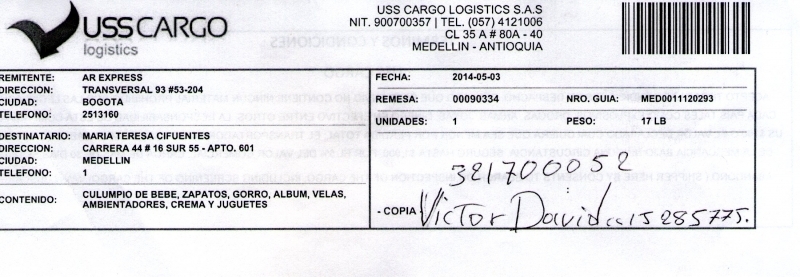 USSCARGO
logistics
USS CARGO LOGISTICS S.A.S
NIT. 900700357 | TEL. (057) 4121006
CL 35 A # 80A - 40
MEDELLIN - ANTIOQUIA
REMITENTE: AR EXPRESS
DIRECCION: TRANSVERSAL 93 #53-204
CIUDAD: BOGOTA
TELEFONO: 2513160
FECHA: 2014-05-03
REMESA: 00090334 NRO. GUIA: MED0011120293
UNIDADES: 1 PESO: 17 LB
DESTINATARIO: MARIA TERESA CIFUENTES
DIRECCION: CARRERA 44 # 16 SUR 55 - APTO. 601
CIUDAD: MEDELLIN
TELEFONO: 1
CONTENIDO: CULUMPIO DE BEBE, ZAPATOS, GORRO, ALBUM, VELAS,
AMBIENTADORES, CREMA Y JUGUETES
321700052
- COPIA Victor David cc 15285775.